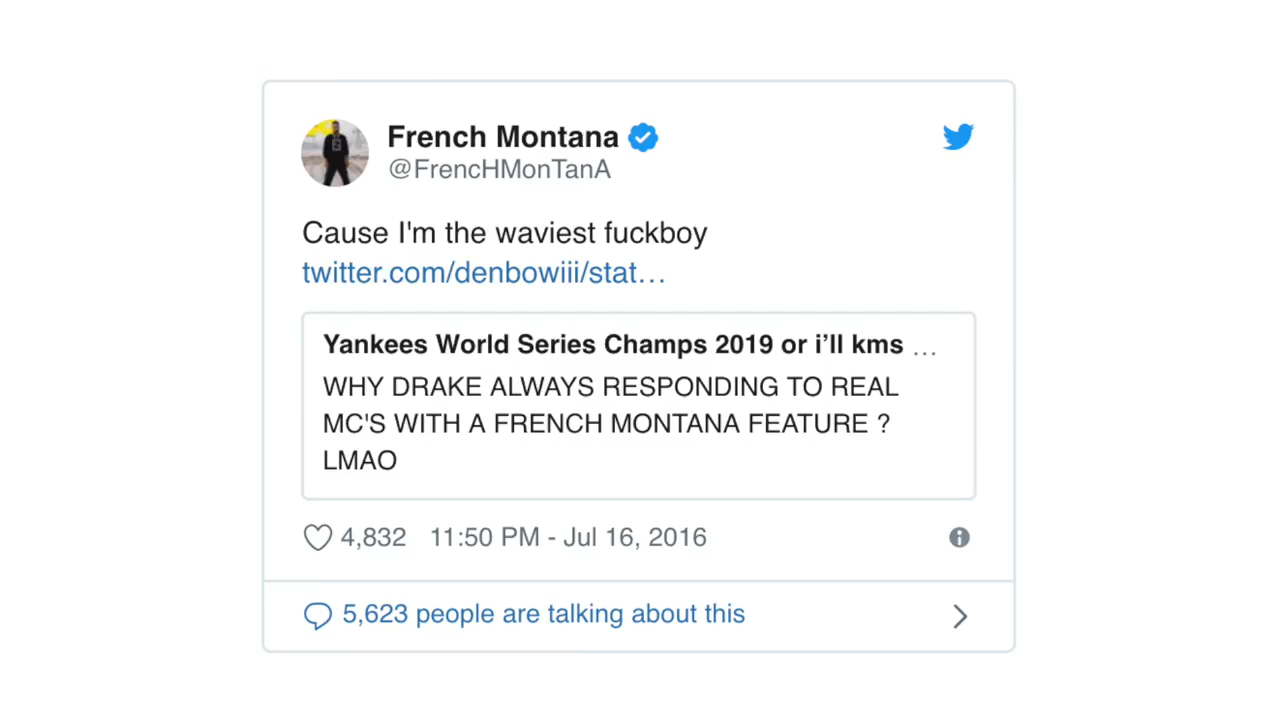 French Montana
@FrencHMonTanA
Cause I'm the waviest fuckboy
twitter.com/denbowiii/stat…
Yankees World Series Champs 2019 or i’ll kms …
WHY DRAKE ALWAYS RESPONDING TO REAL
MC'S WITH A FRENCH MONTANA FEATURE ?
LMAO
4,832 11:50 PM - Jul 16, 2016
5,623 people are talking about this